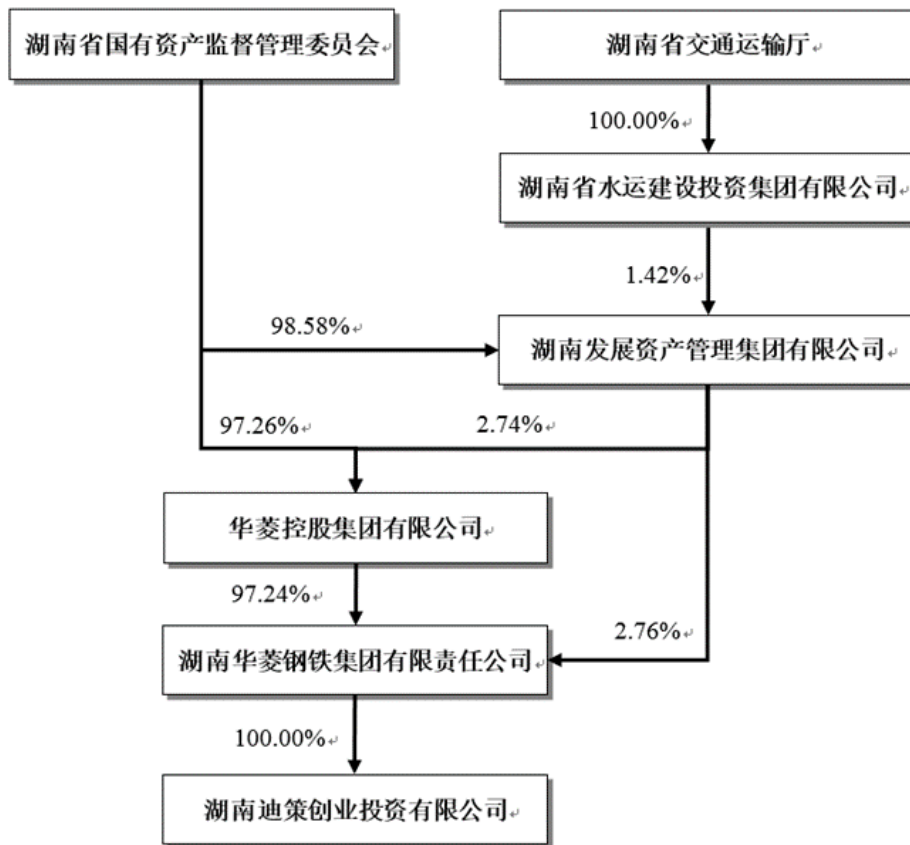 湖南省国有资产监督管理委员会
湖南省交通运输厅
100.00%
湖南省水运建设投资集团有限公司
1.42%
98.58%
湖南发展资产管理集团有限公司
97.26%
2.74%
华菱控股集团有限公司
97.24%
2.76%
湖南华菱钢铁集团有限责任公司
100.00%
湖南迪策创业投资有限公司